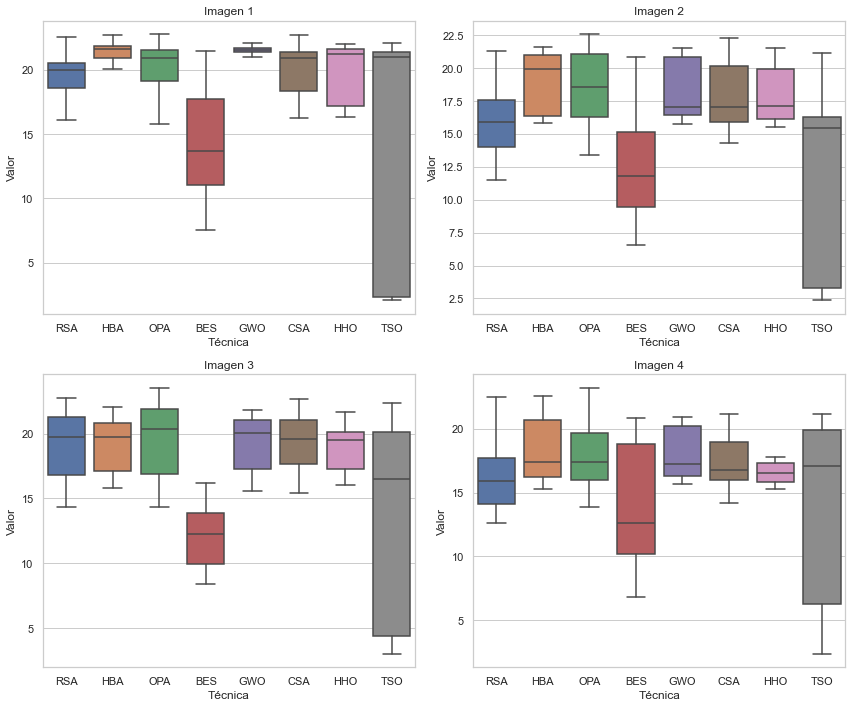 Imagen 1
Valor
20
15
10
5
RSA HBA OPA BES GWO CSA HHO TSO
Técnica
Imagen 2
Valor
22.5
20.0
17.5
15.0
12.5
10.0
7.5
5.0
2.5
RSA HBA OPA BES GWO CSA HHO TSO
Técnica
Imagen 3
Valor
20
15
10
5
RSA HBA OPA BES GWO CSA HHO TSO
Técnica
Imagen 4
Valor
20
15
10
5
RSA HBA OPA BES GWO CSA HHO TSO
Técnica